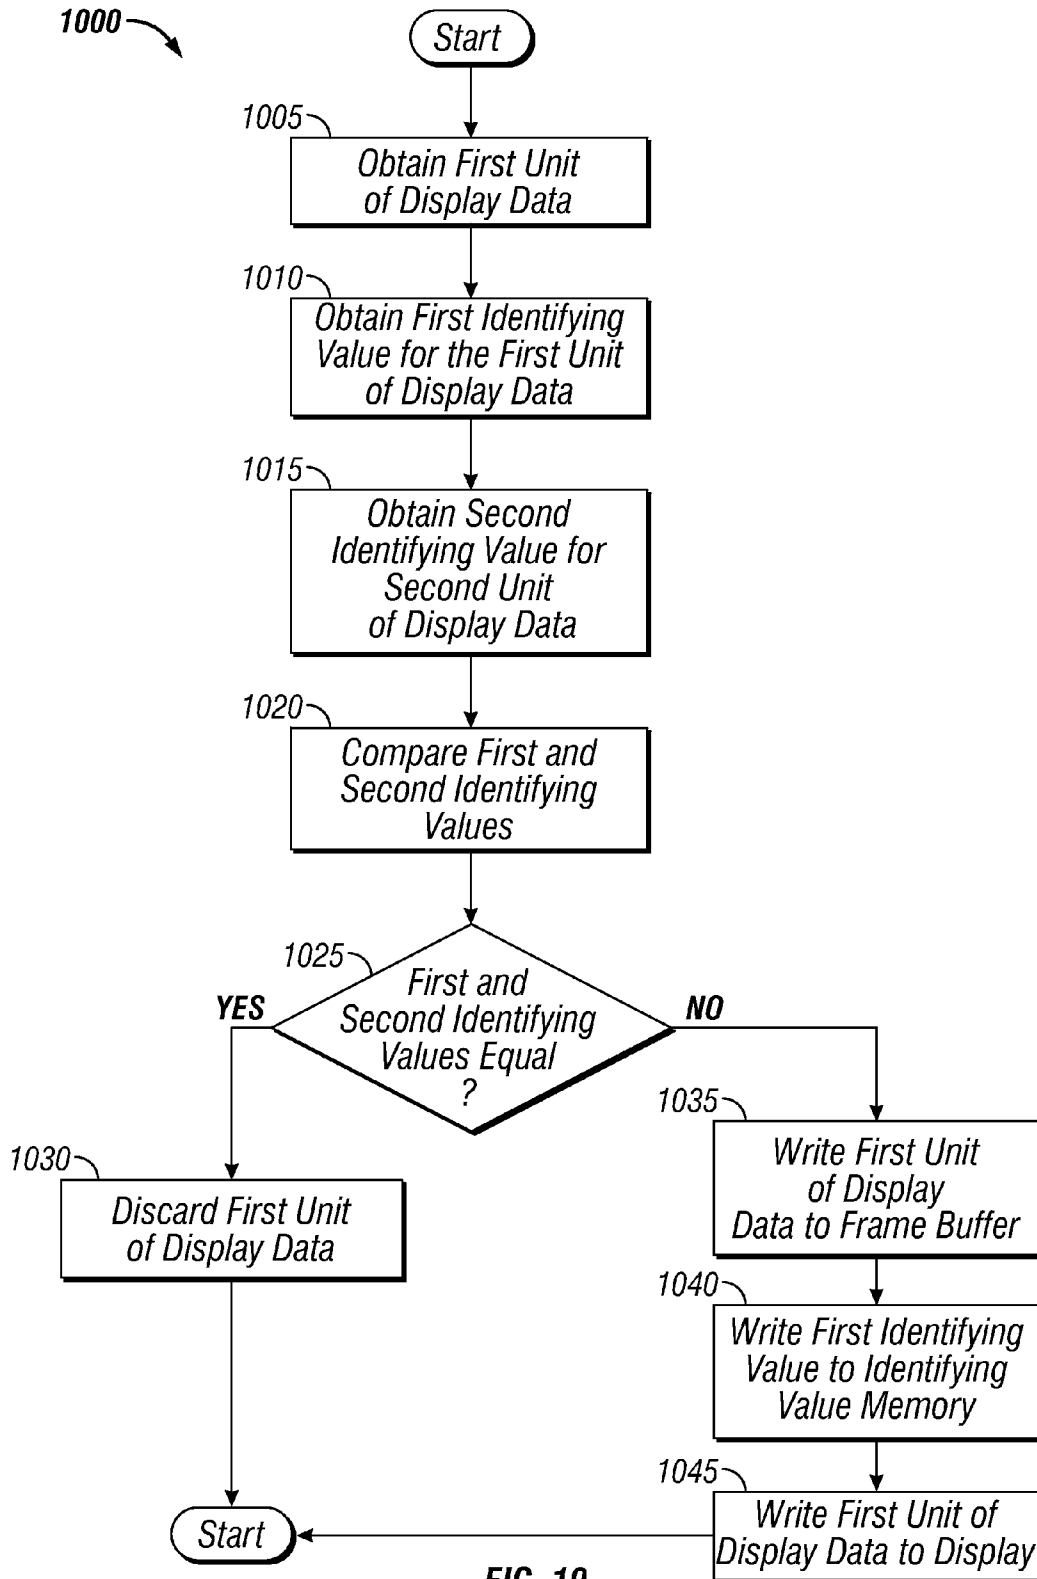 1000
Start
1005
Obtain First Unit
of Display Data
1010
Obtain First Identifying
Value for the First Unit
of Display Data
1015
Obtain Second
Identifying Value for
Second Unit
of Display Data
1020
Compare First and
Second Identifying
Values
1025
First and
Second Identifying
Values Equal
?
YES
NO
1030
Discard First Unit
of Display Data
1035
Write First Unit
of Display
Data to Frame Buffer
1040
Write First Identifying
Value to Identifying
Value Memory
1045
Write First Unit of
Display Data to Display
Start
FIG. 10